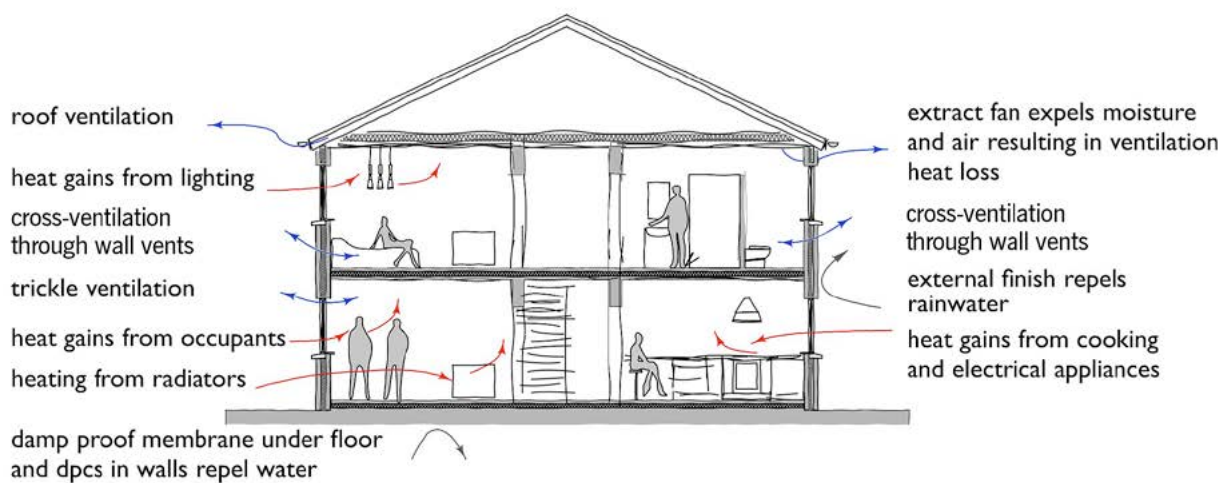 roof ventilation
heat gains from lighting
cross-ventilation
through wall vents
trickle ventilation
heat gains from occupants
heating from radiators
damp proof membrane under floor
and dpcs in walls repel water
extract fan expels moisture
and air resulting in ventilation
heat loss
cross-ventilation
through wall vents
external finish repels
rainwater
heat gains from cooking
and electrical appliances